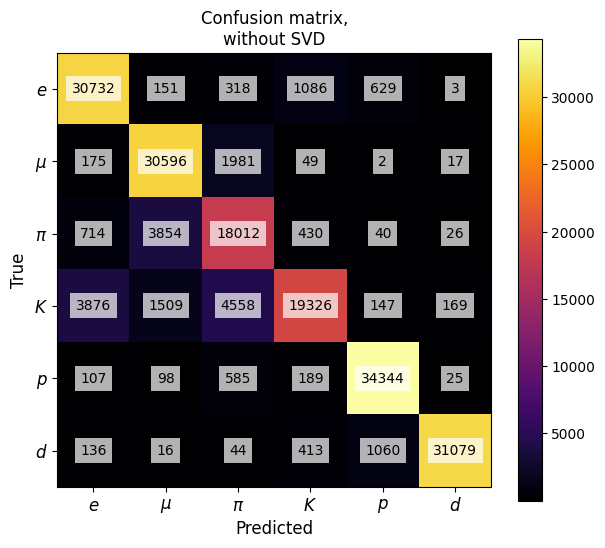 Confusion matrix,
without SVD
e 30732 151 318 1086 629 3
μ 175 30596 1981 49 2 17
π 714 3854 18012 430 40 26
K 3876 1509 4558 19326 147 169
p 107 98 585 189 34344 25
d 136 16 44 413 1060 31079
e μ π K p d
Predicted
True
30000
25000
20000
15000
10000
5000